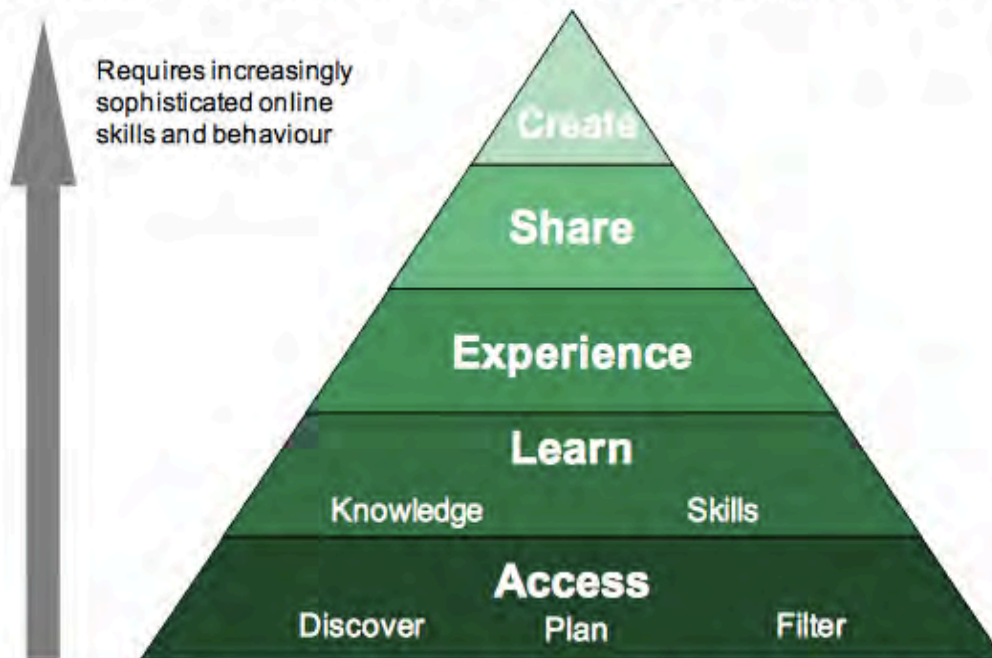 Requires increasingly
sophisticated online
skills and behaviour
Create
Share
Experience
Learn
Knowledge Skills
Access
Discover Plan Filter